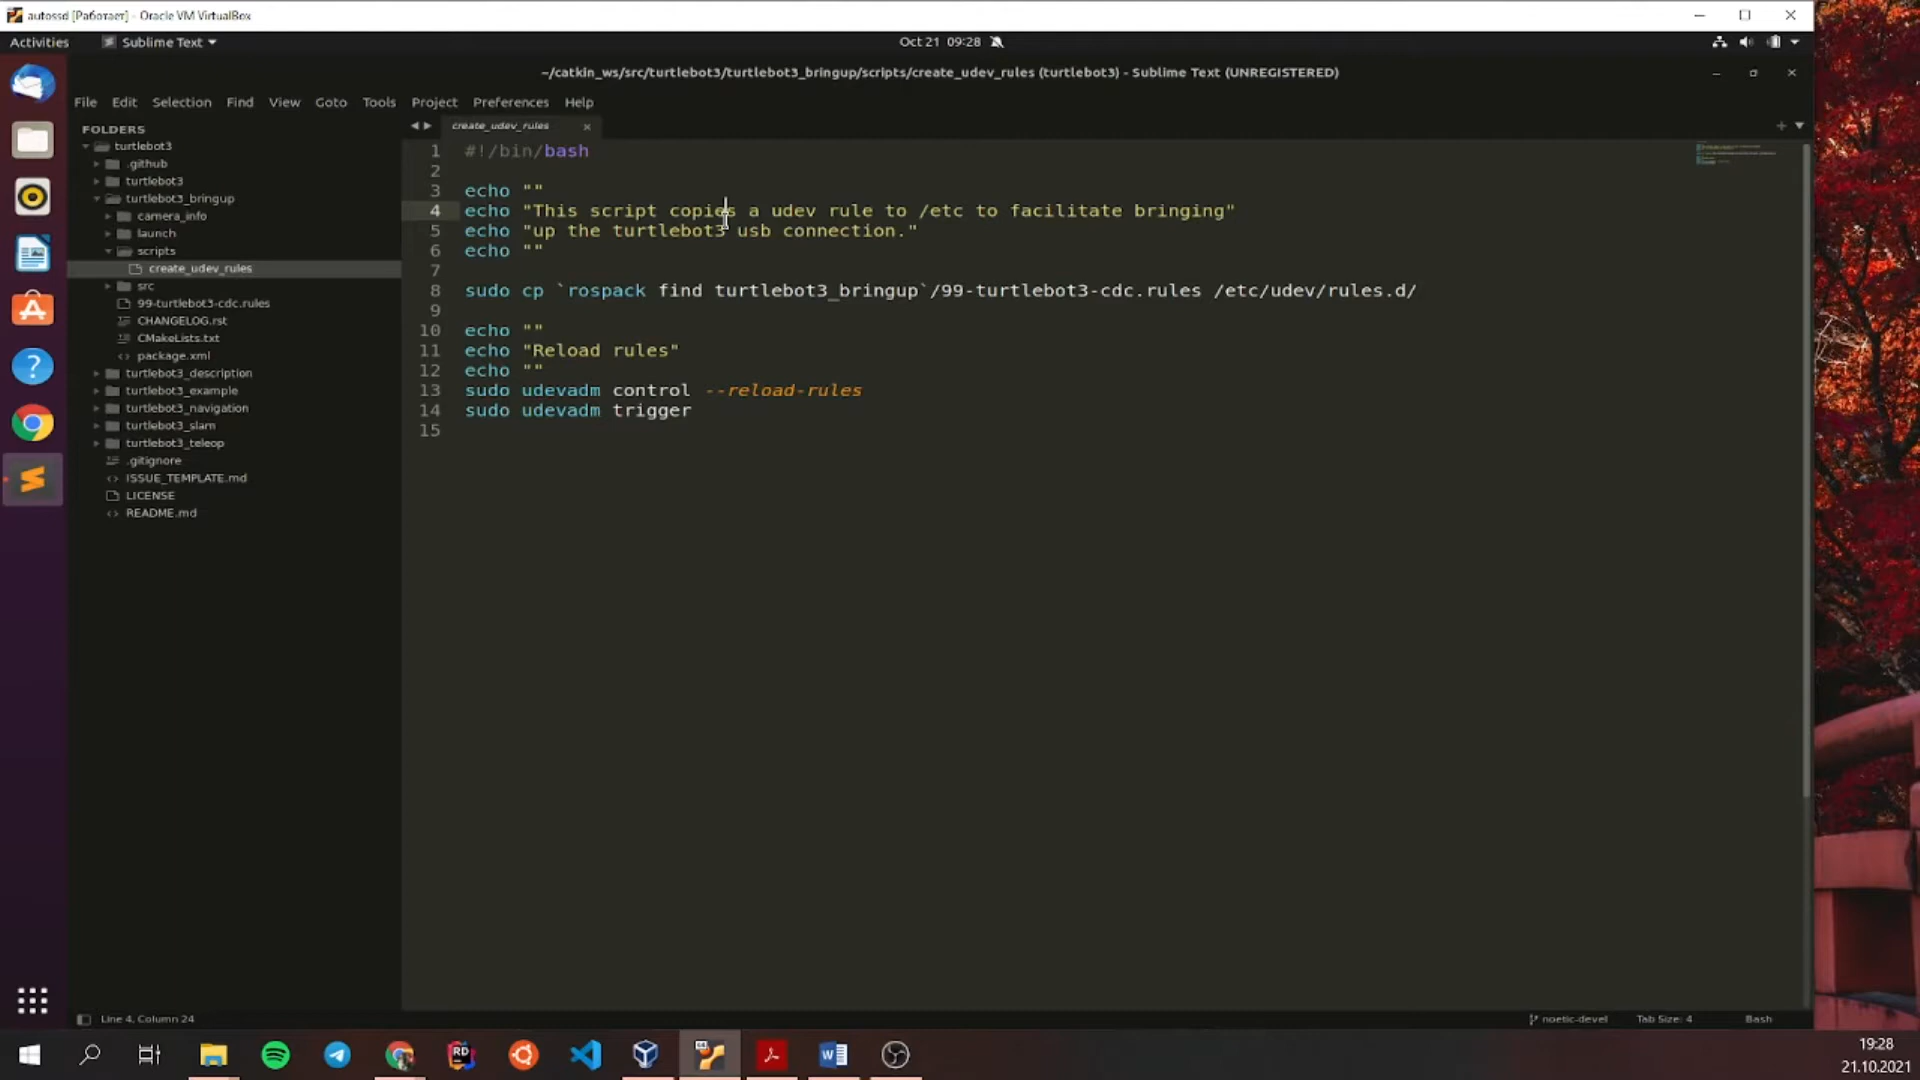 autossd [Работает] - Oracle VM VirtualBox
Activities
Sublime Text
Oct 21 09:28
~/catkin_ws/src/turtlebot3/turtlebot3_bringup/scripts/create_udev_rules (turtlebot3) - Sublime Text (UNREGISTERED)
File Edit Selection Find View Goto Tools Project Preferences Help
FOLDERS
turtlebot3
.github
turtlebot3
turtlebot3_bringup
camera_info
launch
scripts
create_udev_rules
src
99-turtlebot3-cdc.rules
CHANGELOG.rst
CMakeLists.txt
package.xml
turtlebot3_description
turtlebot3_example
turtlebot3_navigation
turtlebot3_slam
turtlebot3_teleop
.gitignore
ISSUE_TEMPLATE.md
LICENSE
README.md
create_udev_rules
1 #!/bin/bash
2
3 echo ""
4 echo "This script copies a udev rule to /etc to facilitate bringing"
5 echo "up the turtlebot3 usb connection."
6 echo ""
7
8 sudo cp `rospack find turtlebot3_bringup`/99-turtlebot3-cdc.rules /etc/udev/rules.d/
9
10 echo ""
11 echo "Reload rules"
12 echo ""
13 sudo udevadm control --reload-rules
14 sudo udevadm trigger
15
Line 4, Column 24
noetic-devel
Tab Size: 4
Bash
19:28
21.10.2021